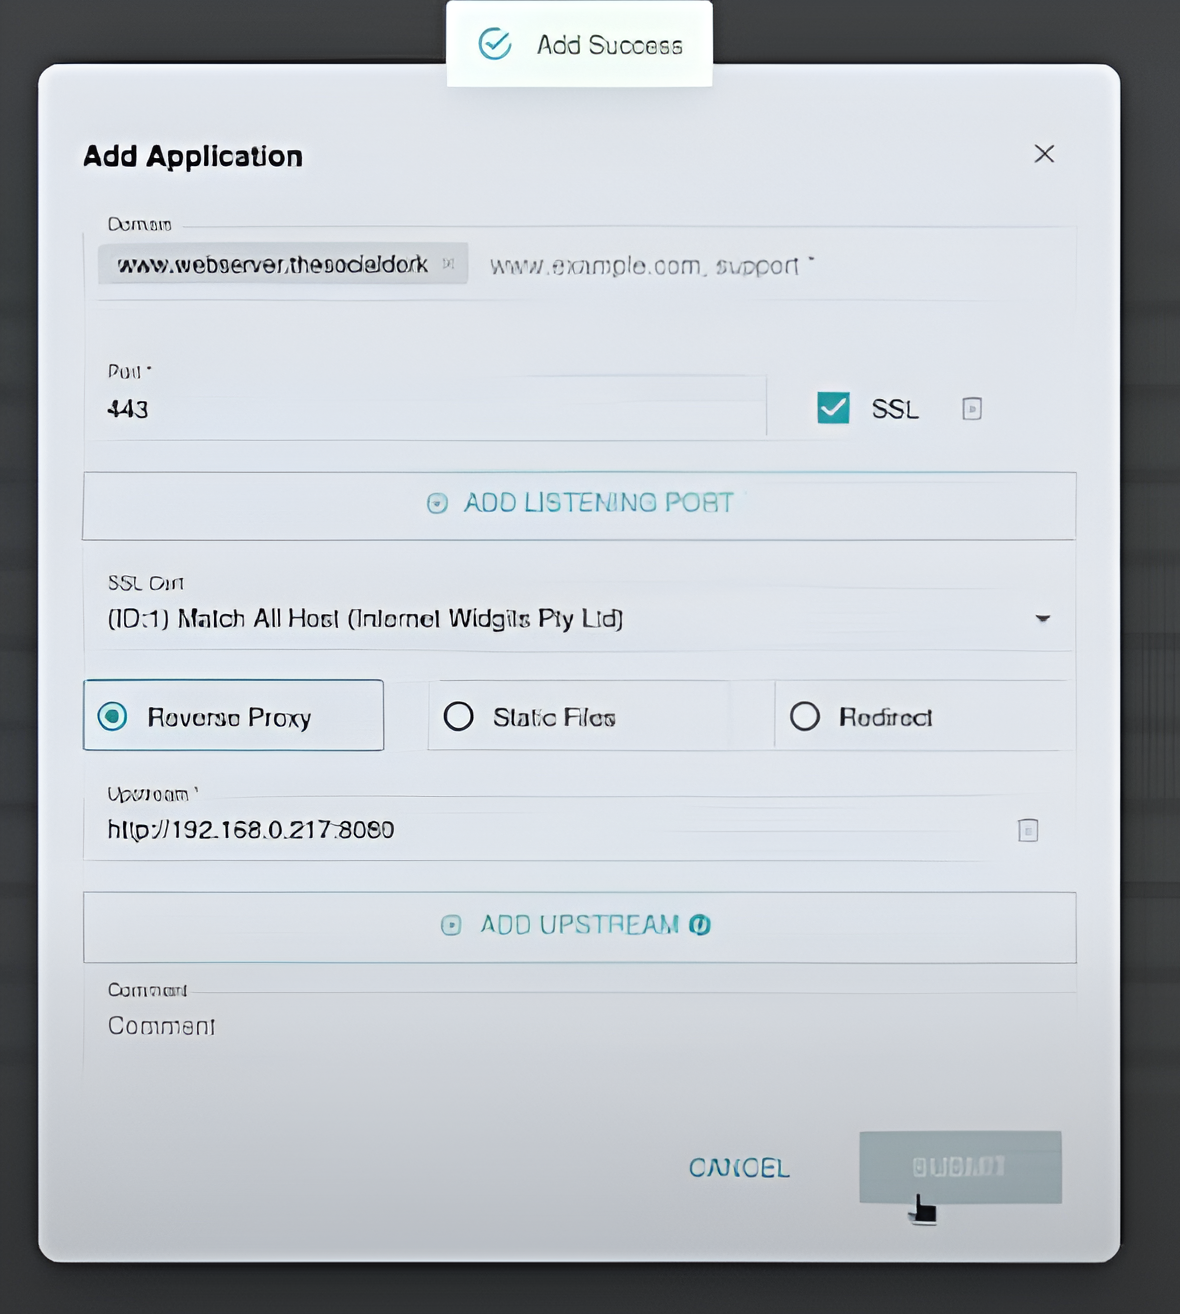 Add Success
Add Application
Domain
www.webserver.thesocialdork www.example.com, support *
Port *
443
SSL
ADD LISTENING PORT
SSL Cert
(ID:1) Match All Host (Internet Widgits Pty Ltd)
Reverse Proxy Static Files Redirect
Upstream *
http://192.168.0.217:8080
ADD UPSTREAM
Comment
Comment
CANCEL SUBMIT